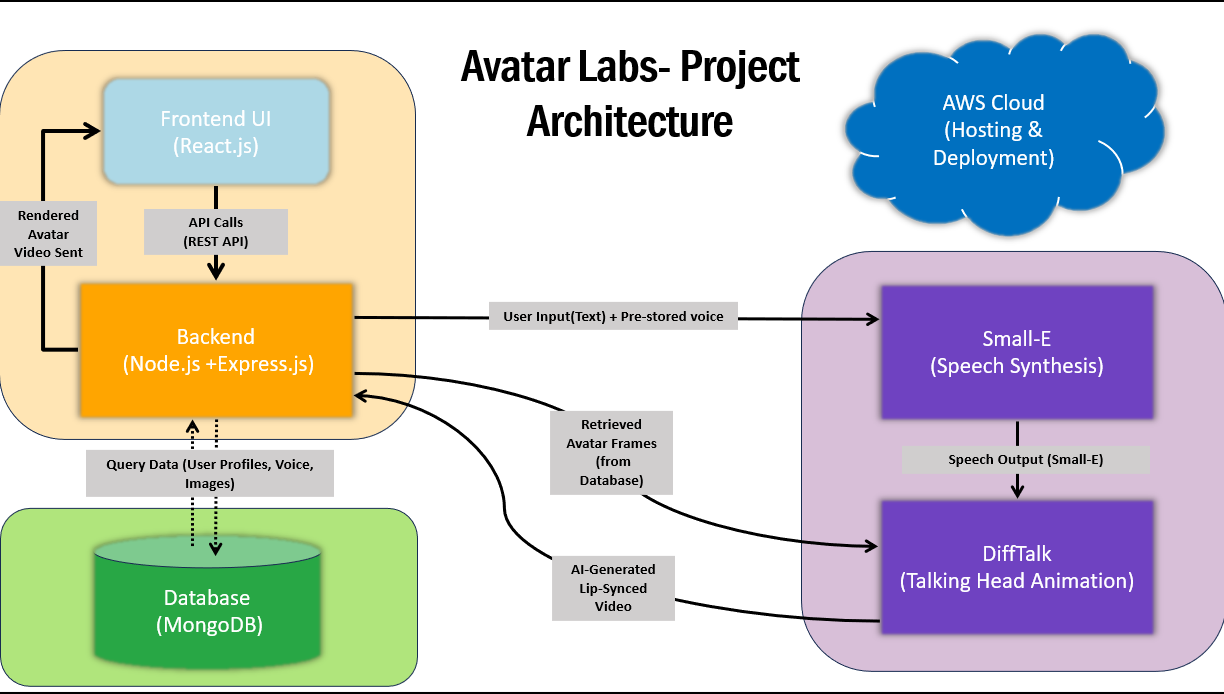 Avatar Labs- Project
Architecture
AWS Cloud
(Hosting &
Deployment)
Frontend UI
(React.js)
Rendered
Avatar
Video Sent
API Calls
(REST API)
Backend
(Node.js +Express.js)
User Input(Text) + Pre-stored voice
Small-E
(Speech Synthesis)
Retrieved
Avatar Frames
(from
Database)
Speech Output (Small-E)
Query Data (User Profiles, Voice,
Images)
DiffTalk
(Talking Head Animation)
AI-Generated
Lip-Synced
Video
Database
(MongoDB)